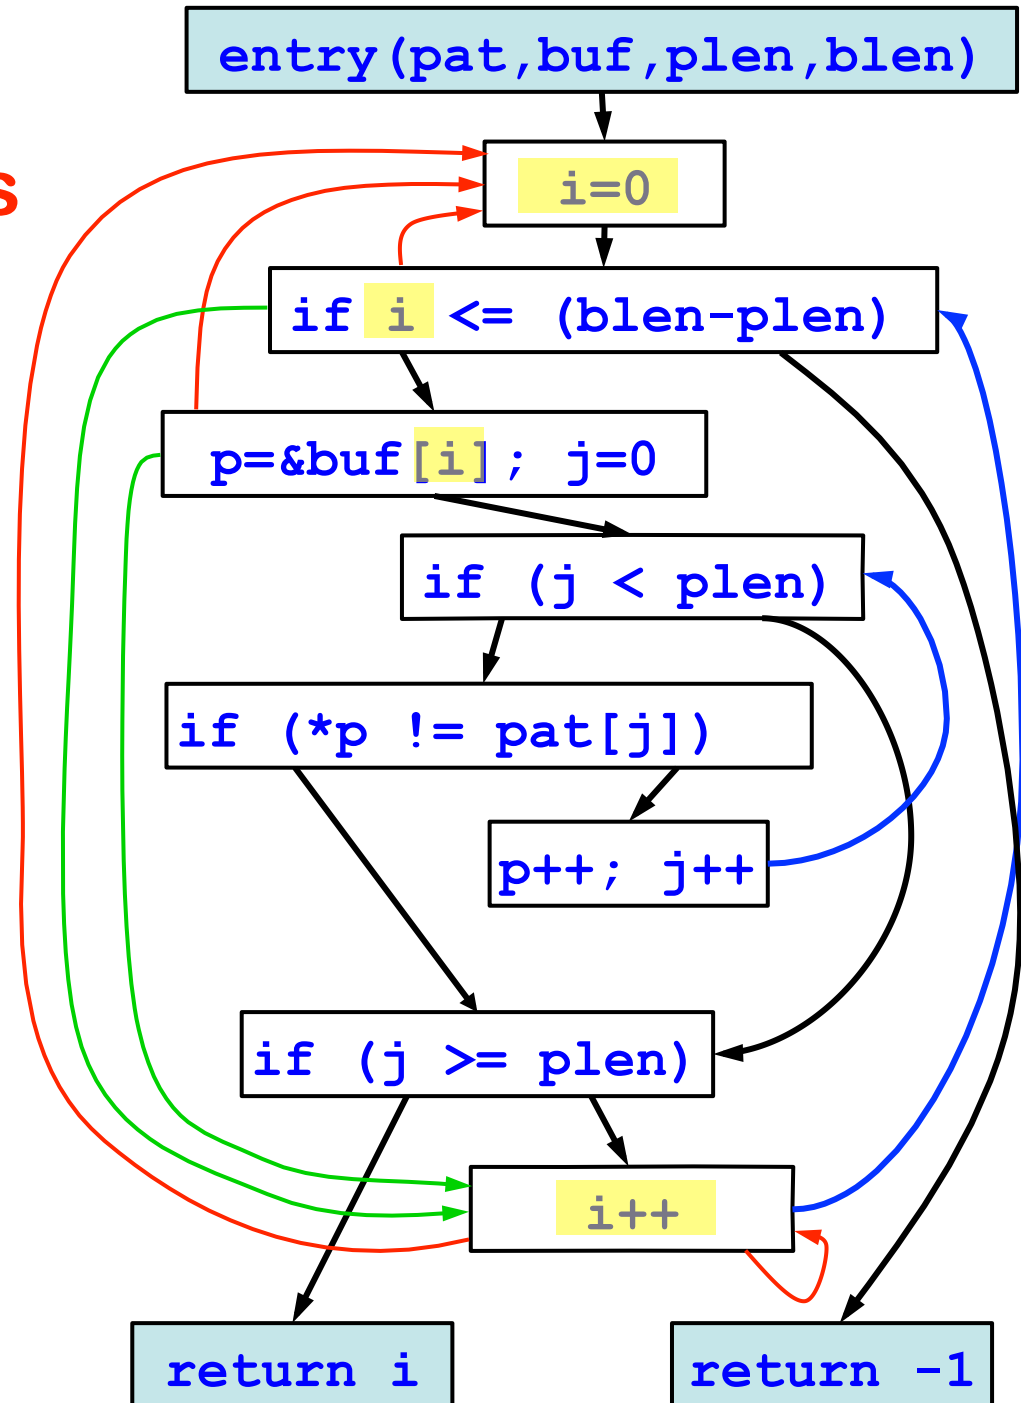 entry(pat,buf,plen,blen)
s
i=0
if i <= (blen-plen)
p=&buf[i]; j=0
if (j < plen)
if (*p != pat[j])
p++; j++
if (j >= plen)
i++
return i
return -1